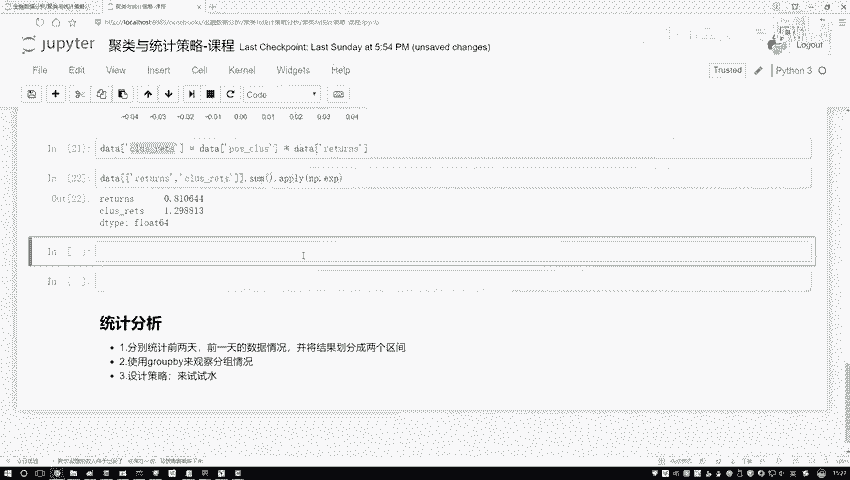 jupyter 聚类与统计策略-课程 Last Checkpoint: Last Sunday at 5:54 PM (unsaved changes)
Logout
File Edit View Insert Cell Kernel Widgets Help
Trusted Python 3
Code
-0.04 -0.03 -0.02 -0.01 0.00 0.01 0.02 0.03 0.04
In [21]: data['clus_rets'] = data['pos_clus'] * data['returns']
In [22]: data[['returns','clus_rets']].sum().apply(np.exp)
Out[22]: returns 0.810644
clus_rets 1.298813
dtype: float64
In [ ]:
In [ ]:
统计分析
1.分别统计前两天，前一天的数据情况，并将结果划分成两个区间
2.使用groupby来观察分组情况
3.设计策略：来试试水